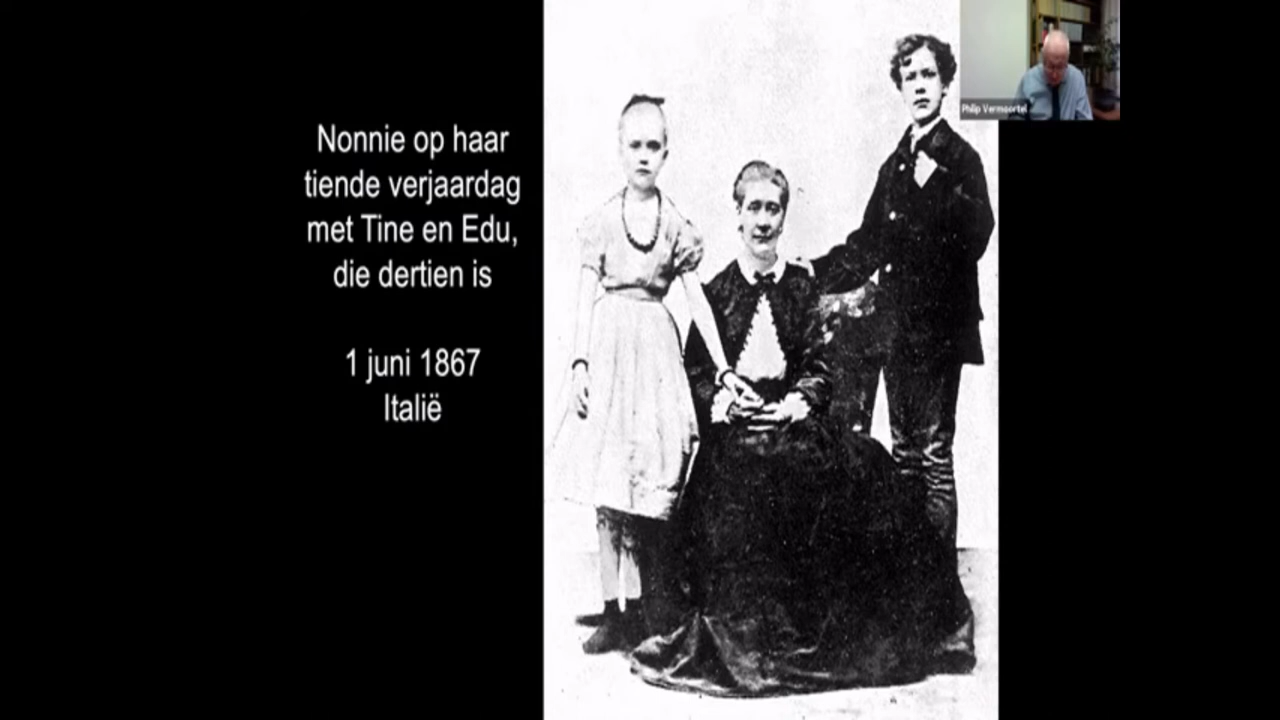 Nonnie op haar
tiende verjaardag
met Tine en Edu,
die dertien is
1 juni 1867
Italië
Philip Vermoortel